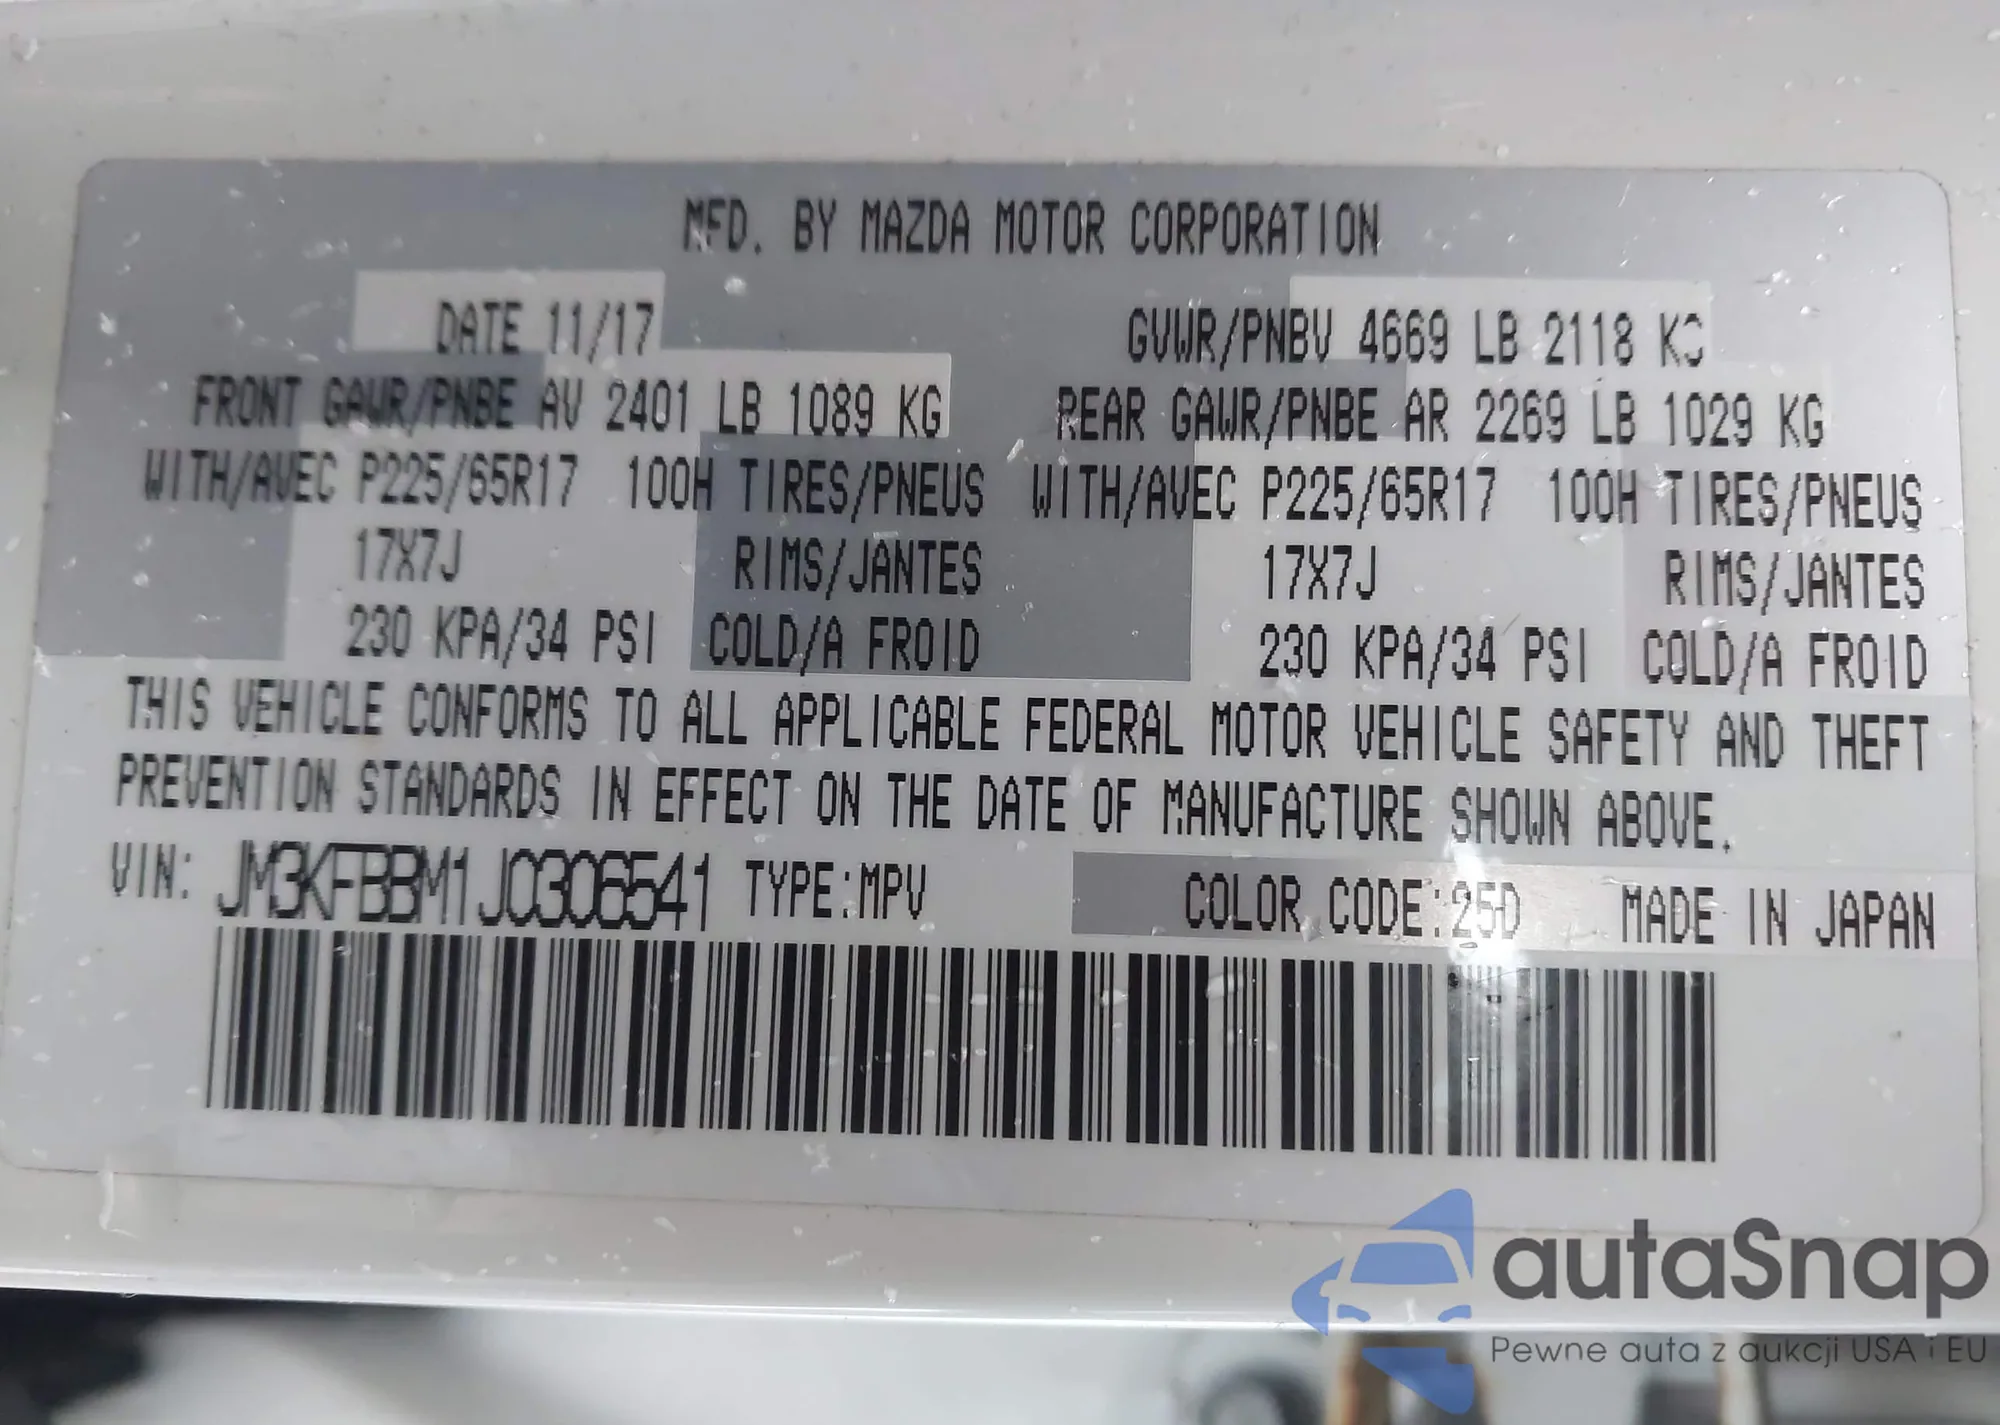 MFD. BY MAZDA MOTOR CORPORATION
DATE 11/17 GVWR/PNBV 4669 LB 2118 KG
FRONT GAWR/PNBE AV 2401 LB 1089 KG REAR GAWR/PNBE AR 2269 LB 1029 KG
WITH/AVEC P225/65R17 100H TIRES/PNEUS WITH/AVEC P225/65R17 100H TIRES/PNEUS
17X7J RIMS/JANTES 17X7J RIMS/JANTES
230 KPA/34 PSI COLD/A FROID 230 KPA/34 PSI COLD/A FROID
THIS VEHICLE CONFORMS TO ALL APPLICABLE FEDERAL MOTOR VEHICLE SAFETY AND THEFT
PREVENTION STANDARDS IN EFFECT ON THE DATE OF MANUFACTURE SHOWN ABOVE.
VIN: JM3KFBBM1J0306541 TYPE:MPV COLOR CODE:25D MADE IN JAPAN
autaSnap
Pewne auta z aukcji USA i EU